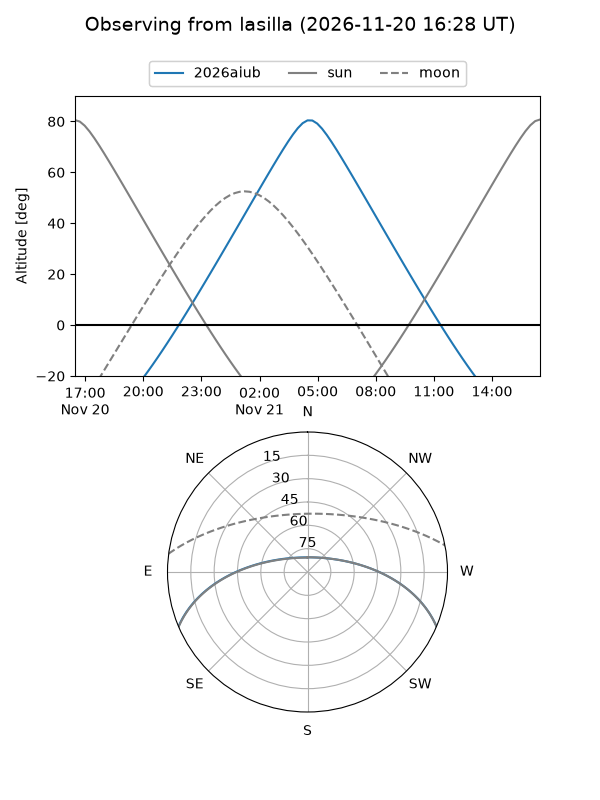 Observing from lasilla (2026-11-20 16:28 UT)
2026aiub sun moon
Altitude [deg]
80
60
40
20
0
−20
17:00 20:00 23:00 02:00 05:00 08:00 11:00 14:00
Nov 20 Nov 21
N
NE NW
15
30
45
60
75
E W
SE SW
S